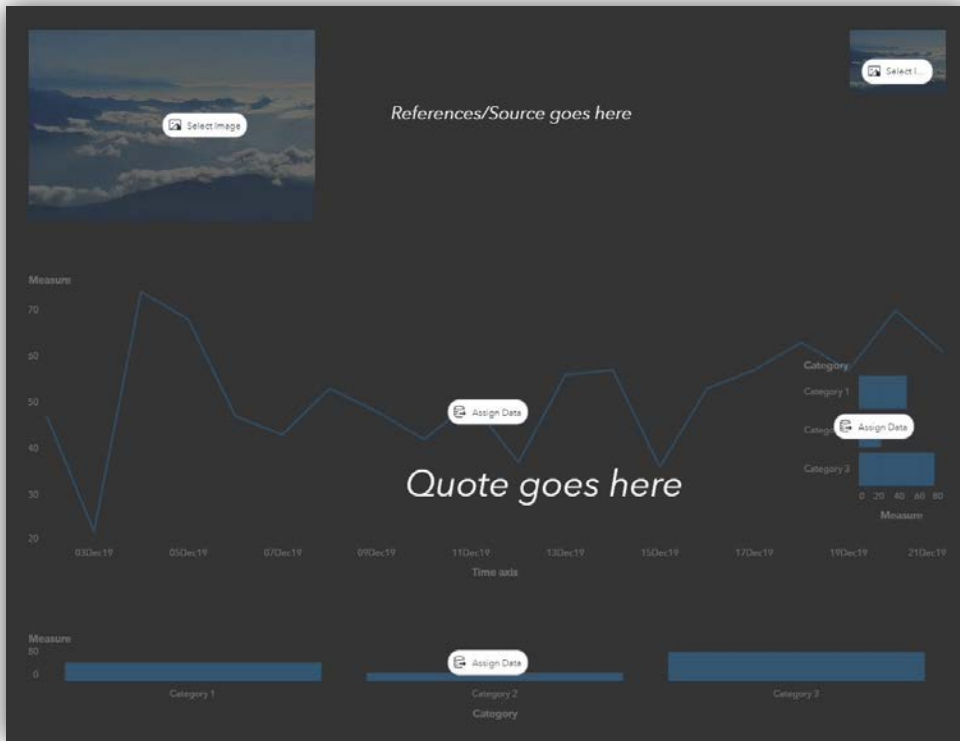 Select Image
Select I...
References/Source goes here
Measure
70
60
50
40
30
20
Category
Category 1
Assign Data
Categor
Assign Data
Category 3
0 20 40 60 80
Measure
Quote goes here
03Dec19 05Dec19 07Dec19 09Dec19 11Dec19 13Dec19 15Dec19 17Dec19 19Dec19 21Dec19
Time axis
Measure
80
0
Assign Data
Category 1 Category 2 Category 3
Category